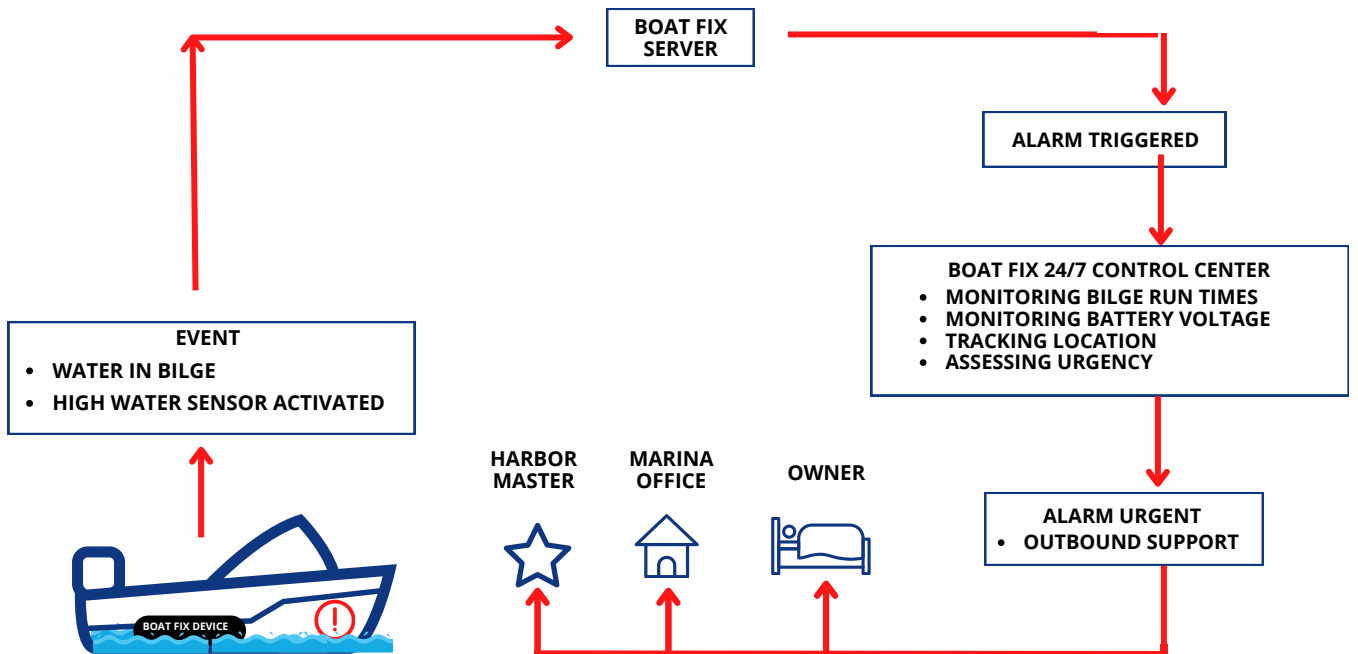 BOAT FIX
SERVER
ALARM TRIGGERED
BOAT FIX 24/7 CONTROL CENTER
• MONITORING BILGE RUN TIMES
• MONITORING BATTERY VOLTAGE
• TRACKING LOCATION
• ASSESSING URGENCY
EVENT
• WATER IN BILGE
• HIGH WATER SENSOR ACTIVATED
HARBOR
MASTER
MARINA
OFFICE
OWNER
ALARM URGENT
• OUTBOUND SUPPORT
BOAT FIX DEVICE
!